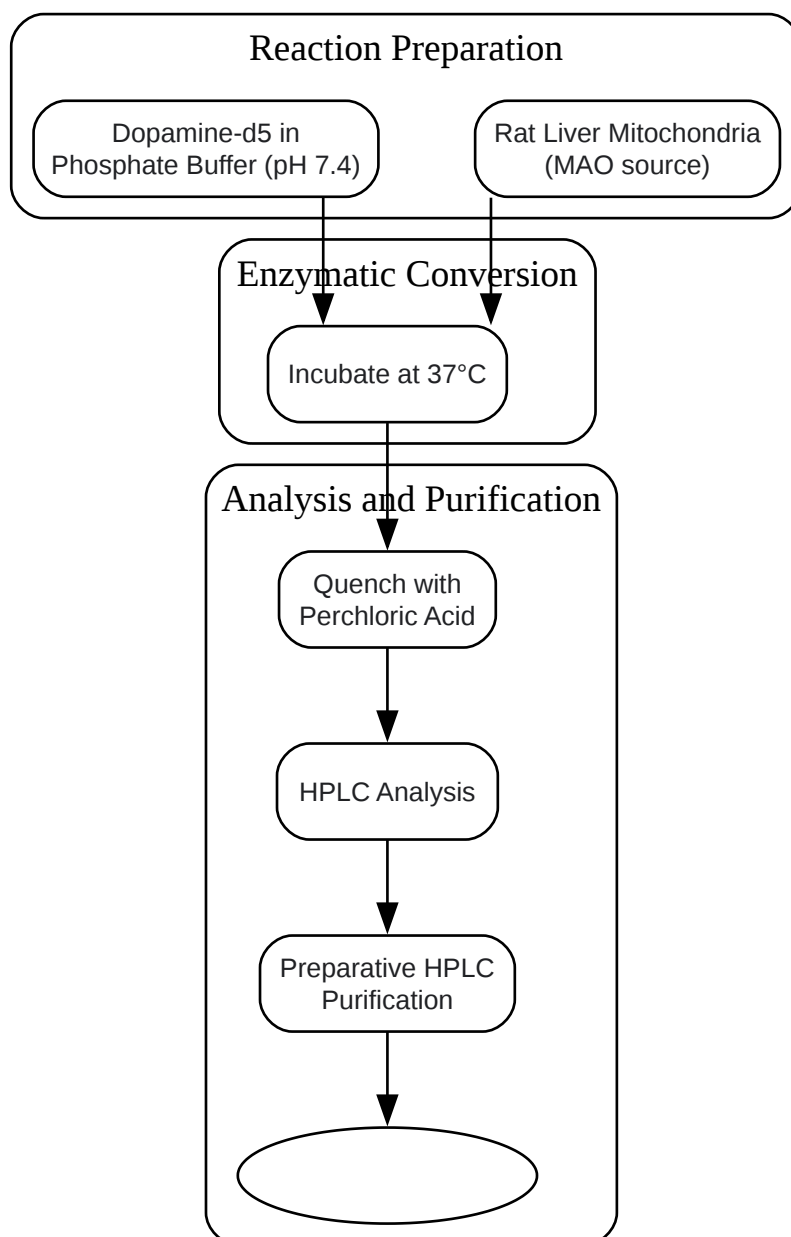 Reaction Preparation
Dopamine-d5 in
Phosphate Buffer (pH 7.4)
Rat Liver Mitochondria
(MAO source)
Enzymatic Conversion
Incubate at 37°C
Analysis and Purification
Quench with
Perchloric Acid
HPLC Analysis
Preparative HPLC
Purification